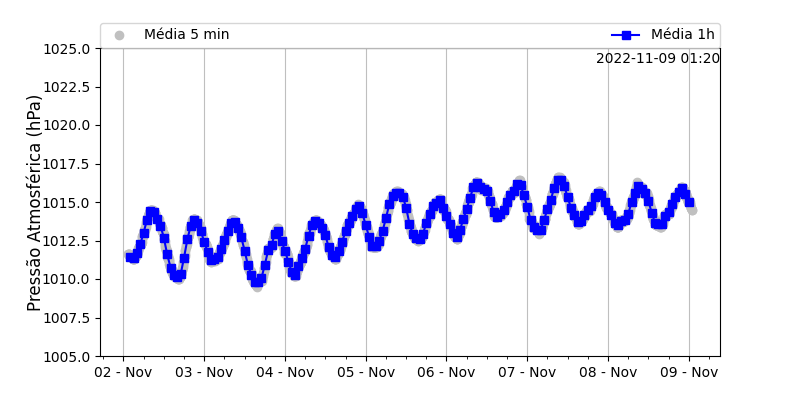 Média 5 min
Média 1h
2022-11-09 01:20
Pressão Atmosférica (hPa)
1025.0
1022.5
1020.0
1017.5
1015.0
1012.5
1010.0
1007.5
1005.0
02 - Nov
03 - Nov
04 - Nov
05 - Nov
06 - Nov
07 - Nov
08 - Nov
09 - Nov